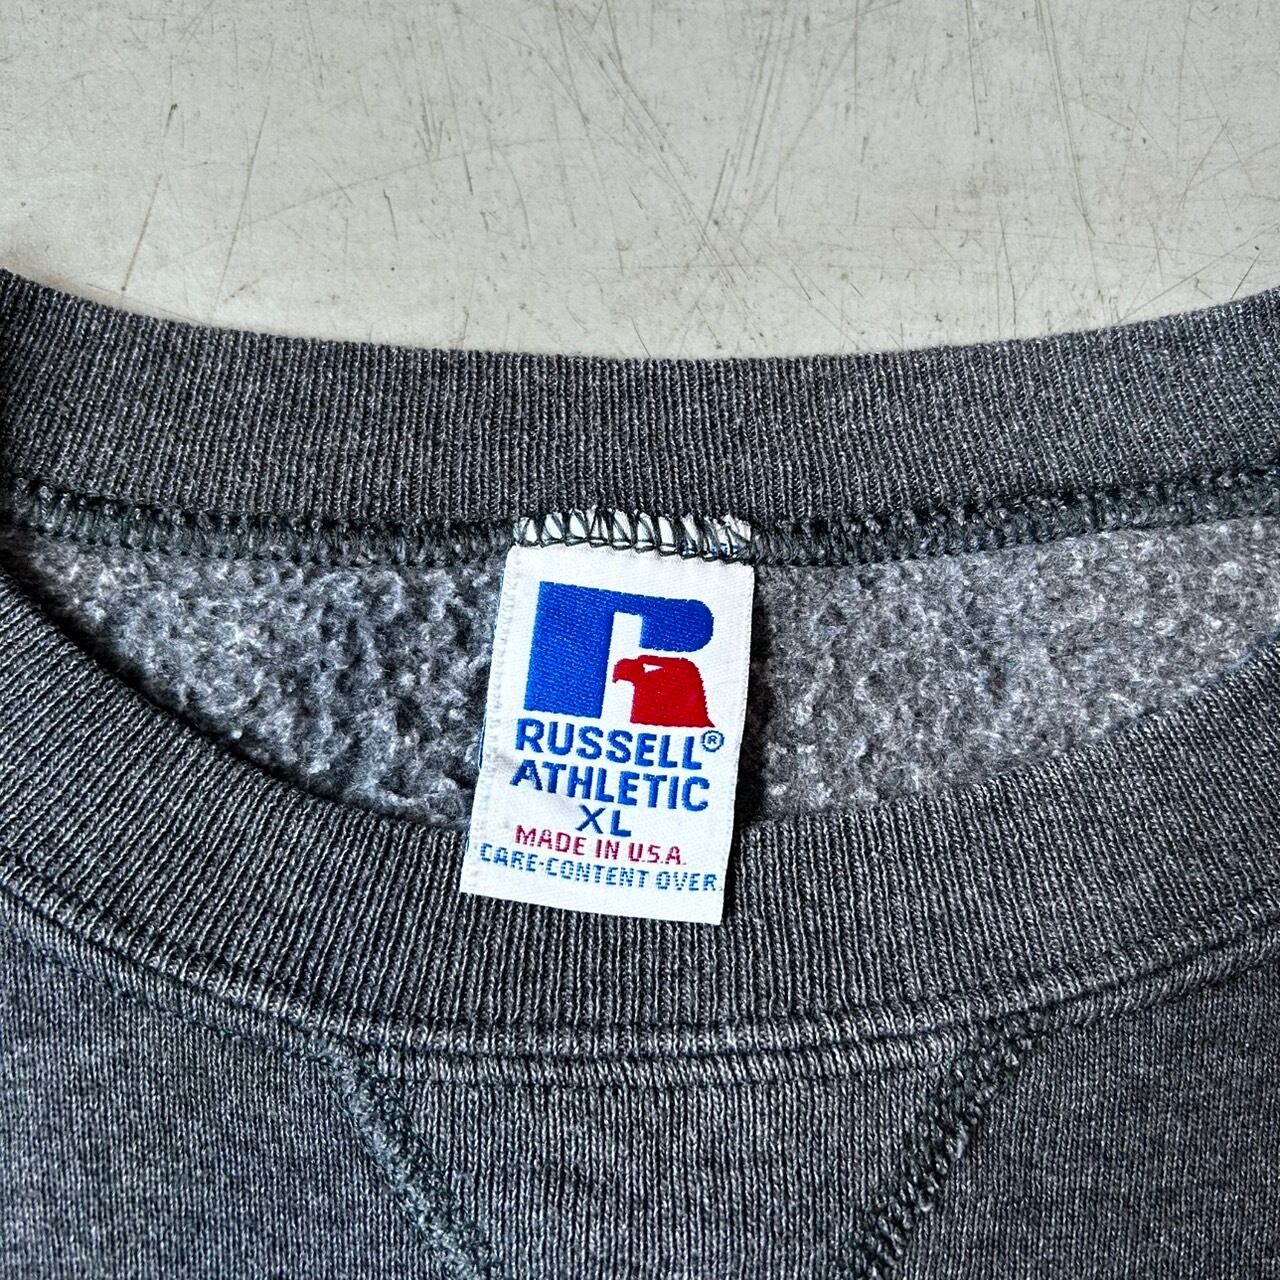 RUSSELL®
ATHLETIC
XL
MADE IN U.S.A.
CARE-CONTENT OVER